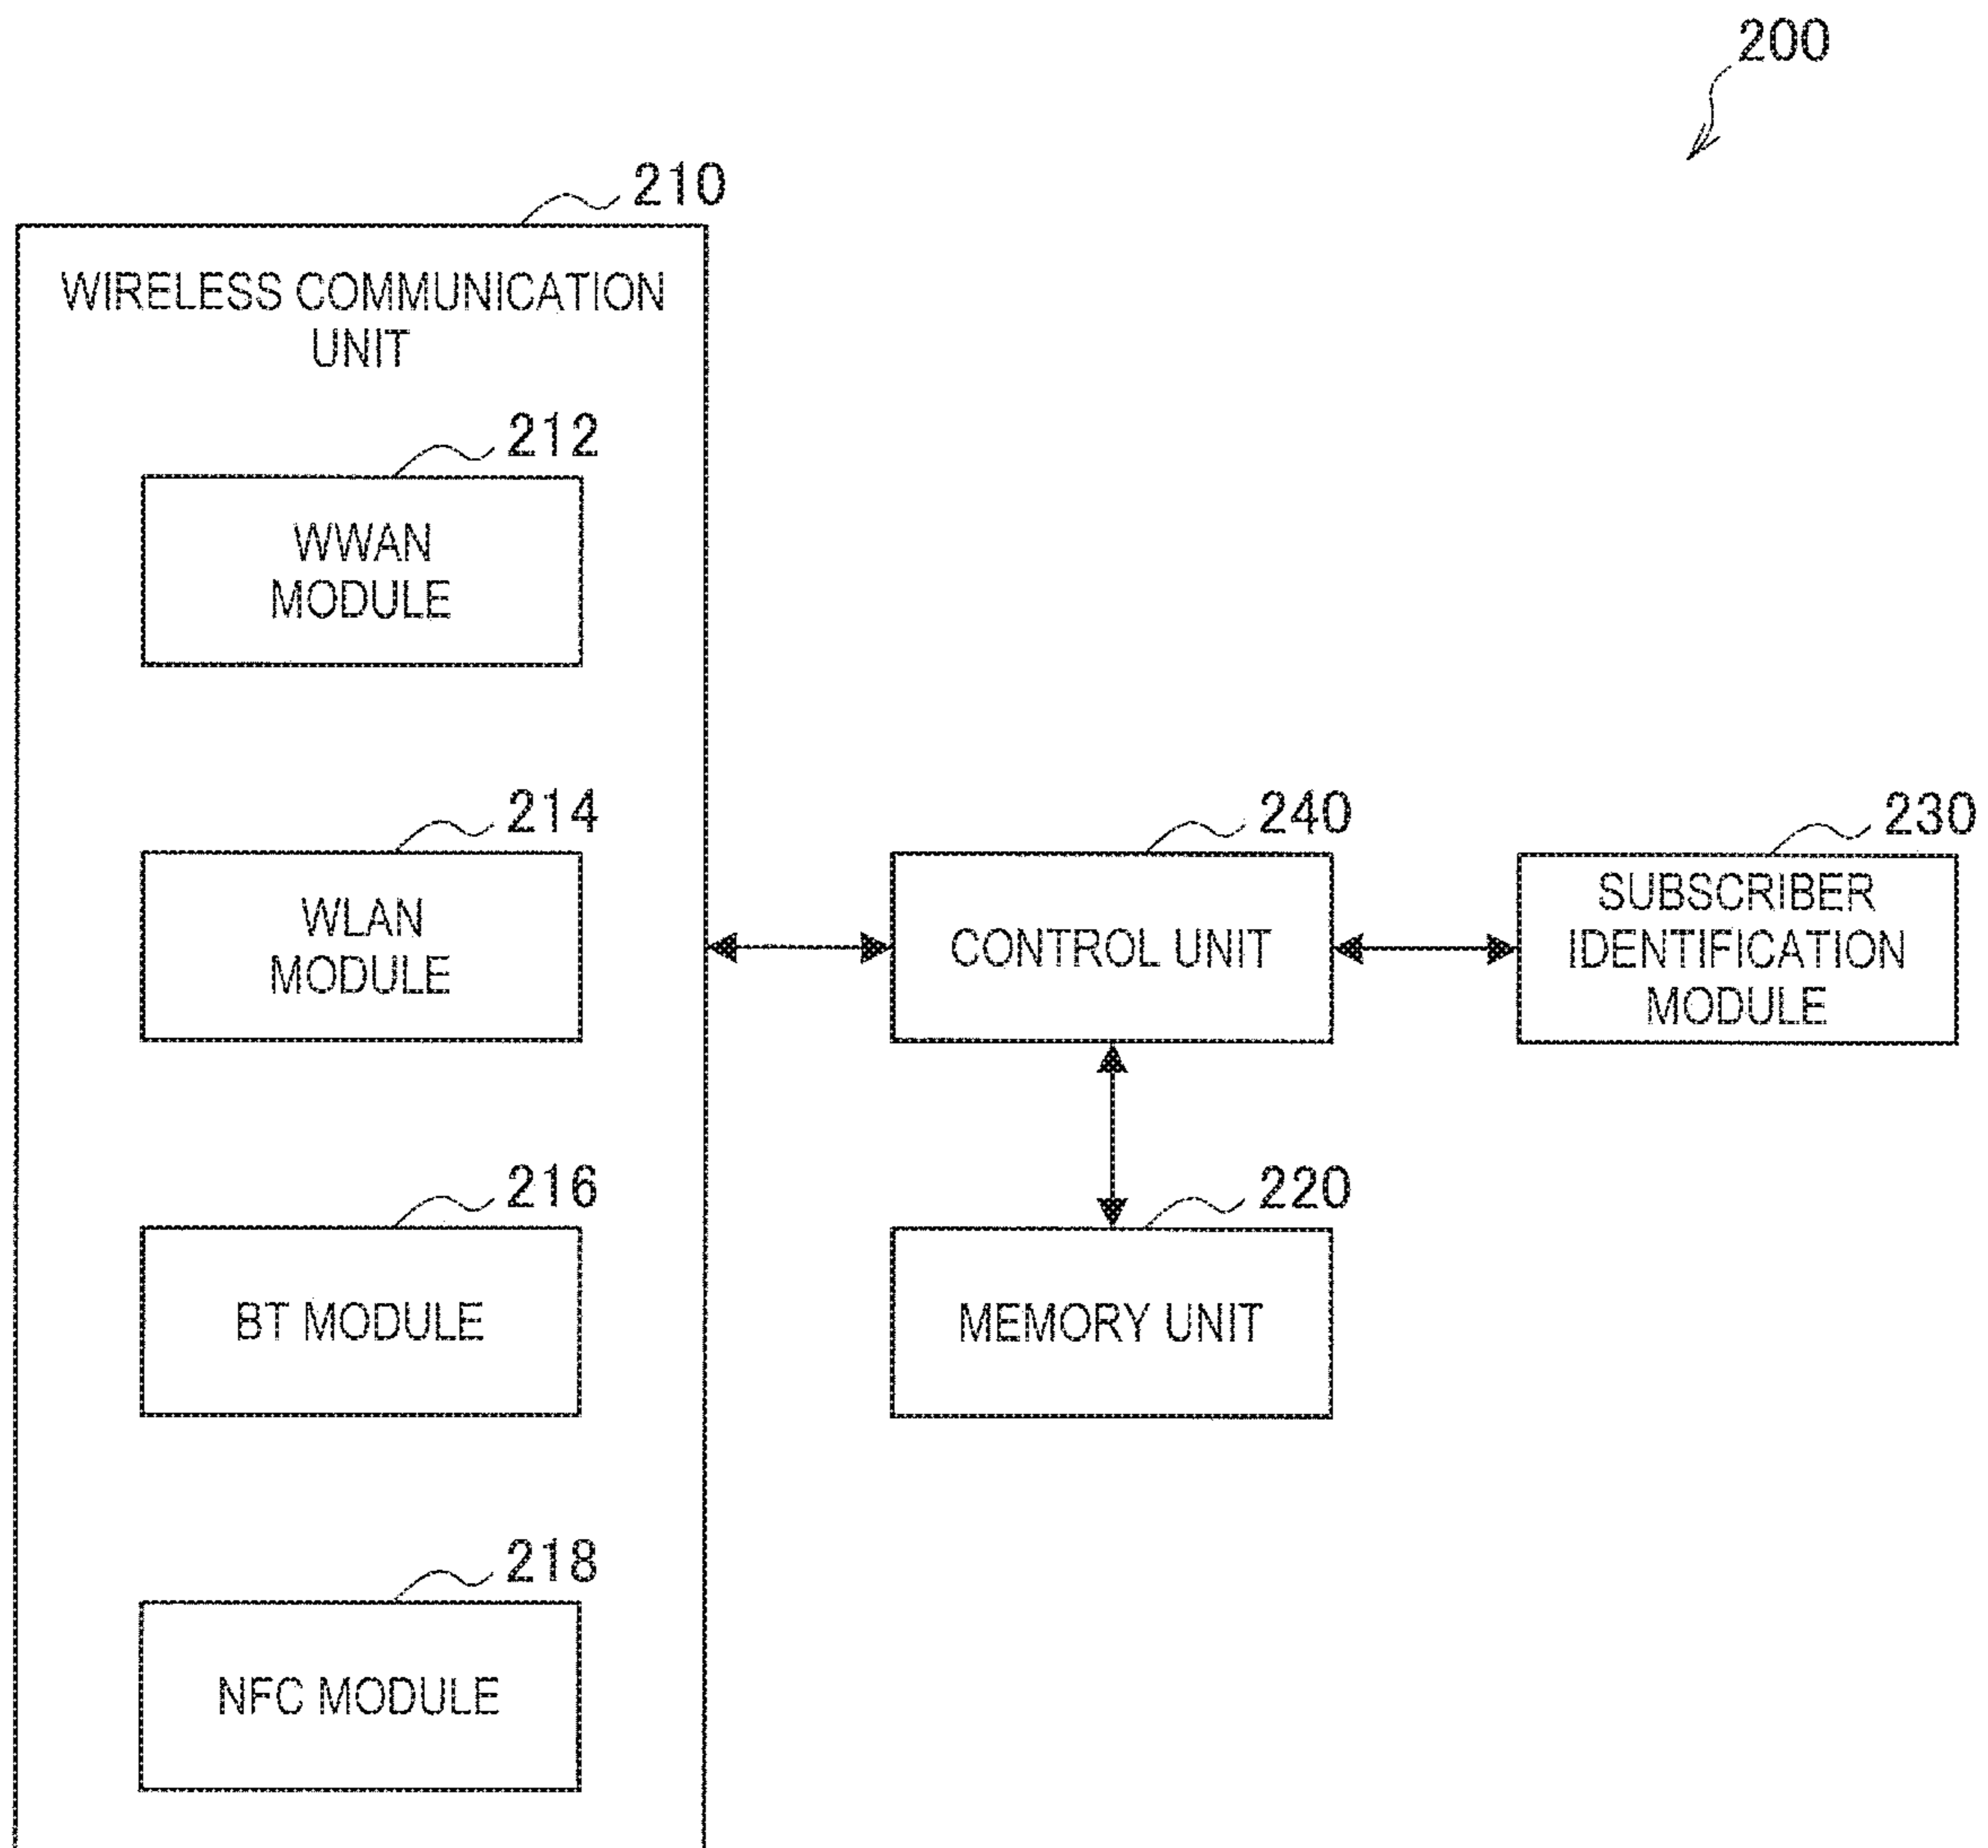 200
210
WIRELESS COMMUNICATION
UNIT
212
WWAN
MODULE
214
WLAN
MODULE
240
CONTROL UNIT
230
SUBSCRIBER
IDENTIFICATION
MODULE
216
BT MODULE
220
MEMORY UNIT
218
NFC MODULE